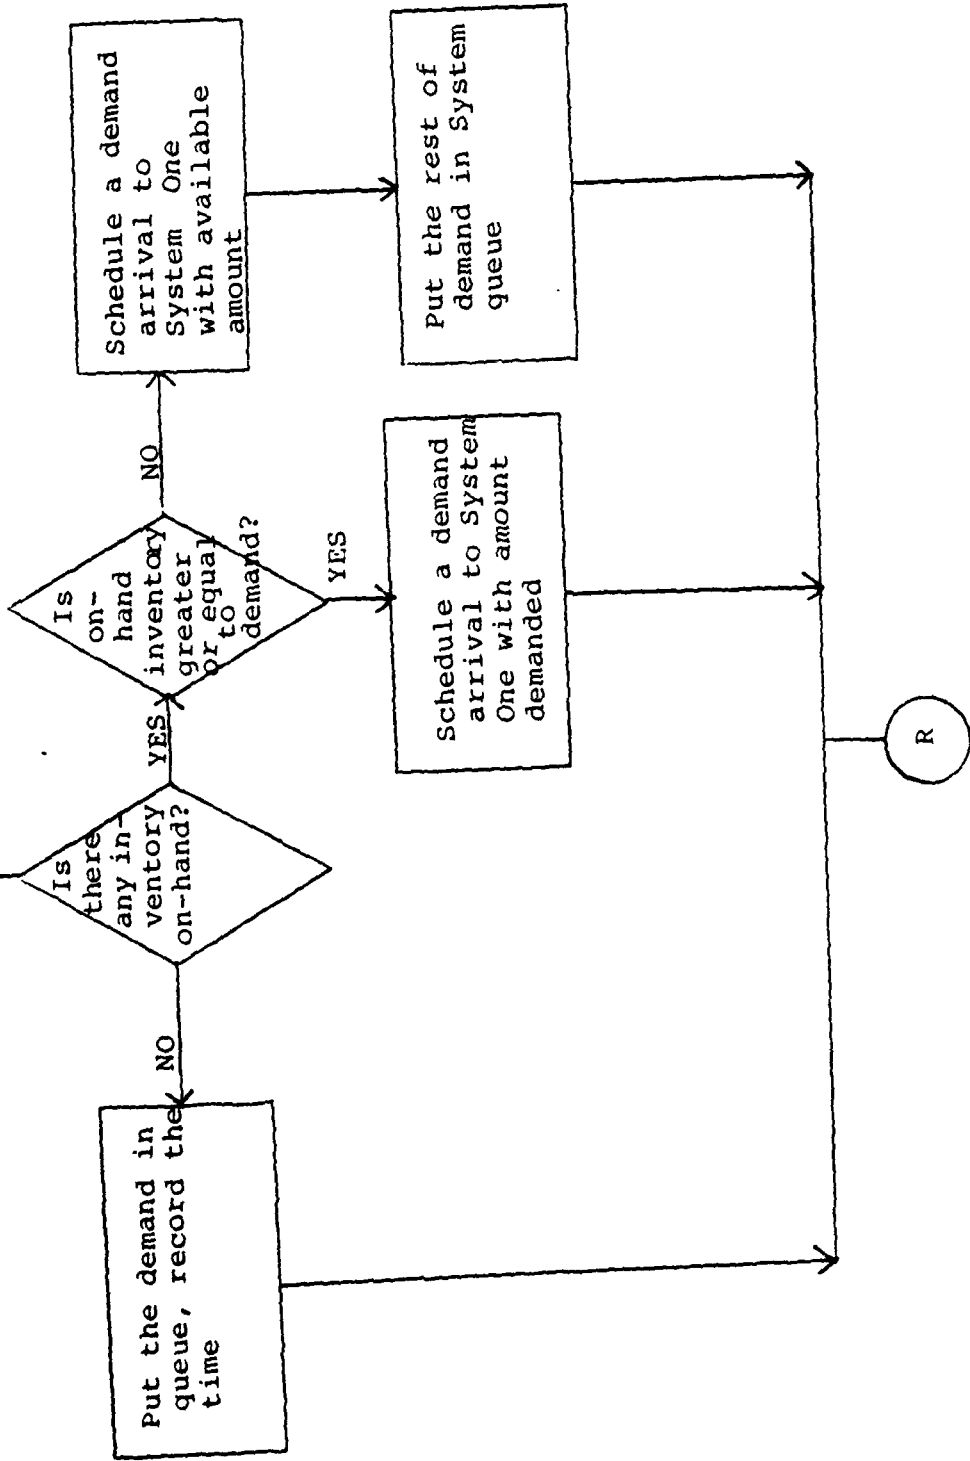 Is
there
any in-
ventory
on-hand?
NO
YES
Put the demand in
queue, record the
time
Is
on-
hand
inventory
greater
or equal
to
demand?
NO
YES
Schedule a demand
arrival to
System One
with available
amount
Schedule a demand
arrival to System
One with amount
demanded
Put the rest of
demand in System
queue
R